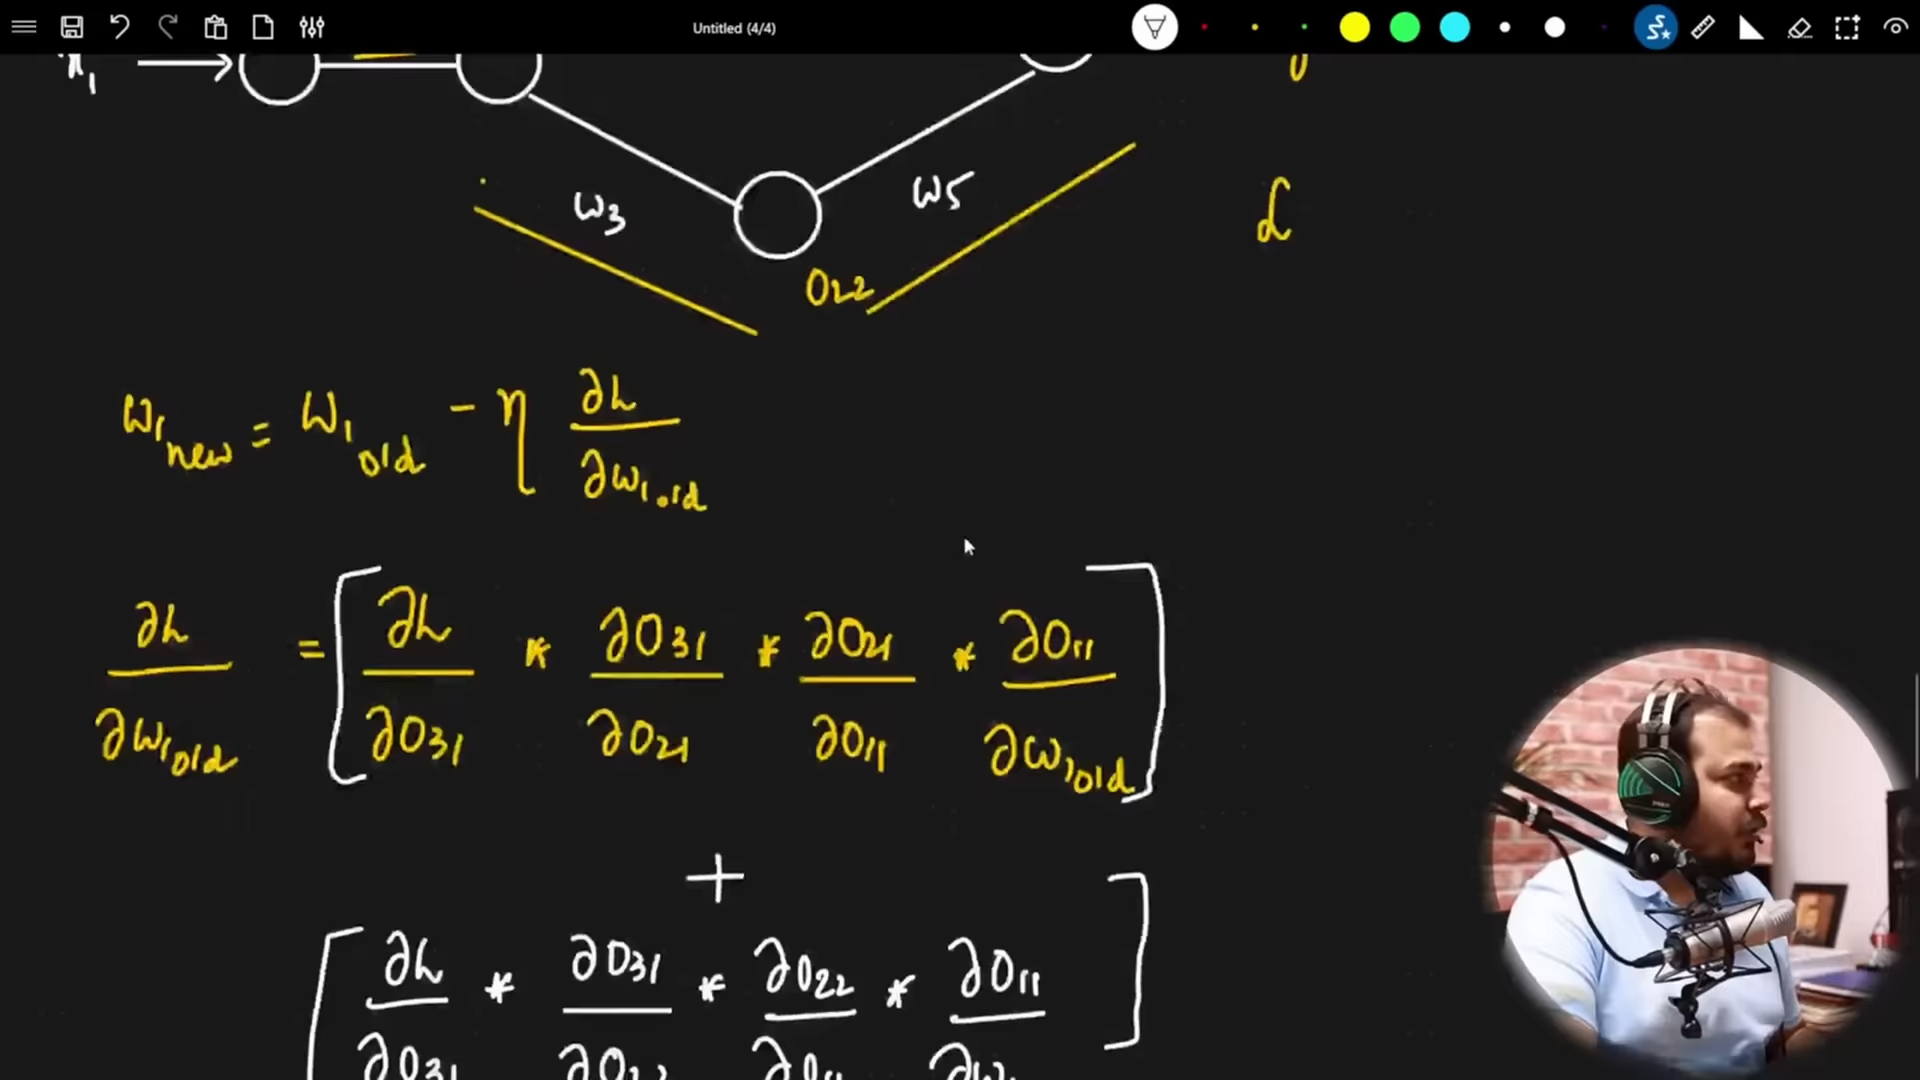 Untitled (4/4)
x₁
w3
w5
O22
L
w1new = w1old - η ∂L / ∂w1old
∂L / ∂w1old = [ ∂L / ∂O31 * ∂O31 / ∂O21 * ∂O21 / ∂O11 * ∂O11 / ∂w1old ]
+
[ ∂L / ∂O31 * ∂O31 / ∂O22 * ∂O22 / ∂O11 * ∂O11 / ∂w1 ]